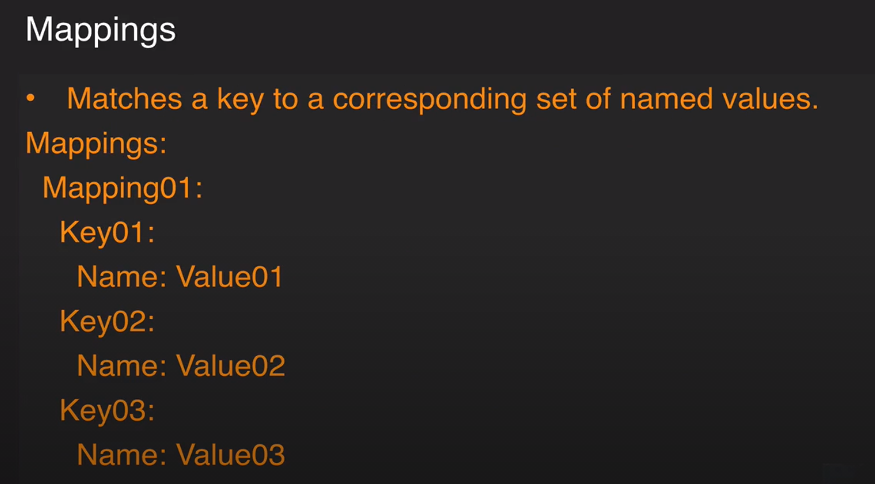 Mappings
• Matches a key to a corresponding set of named values.
Mappings:
Mapping01:
Key01:
Name: Value01
Key02:
Name: Value02
Key03:
Name: Value03